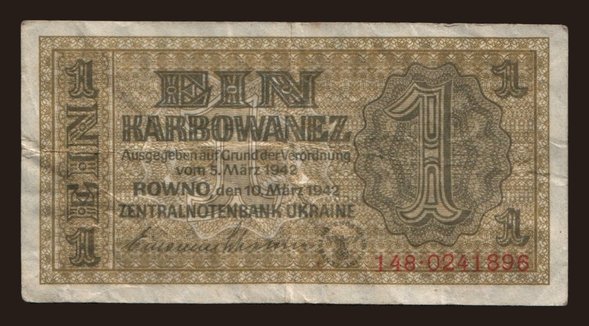 1 EIN 1
EIN
KARBOWANEZ
Ausgegeben auf Grund der Verordnung
vom 5. März 1942
ROWNO, den 10. März 1942
ZENTRALNOTENBANK UKRAINE
1
1
1
148·0241896